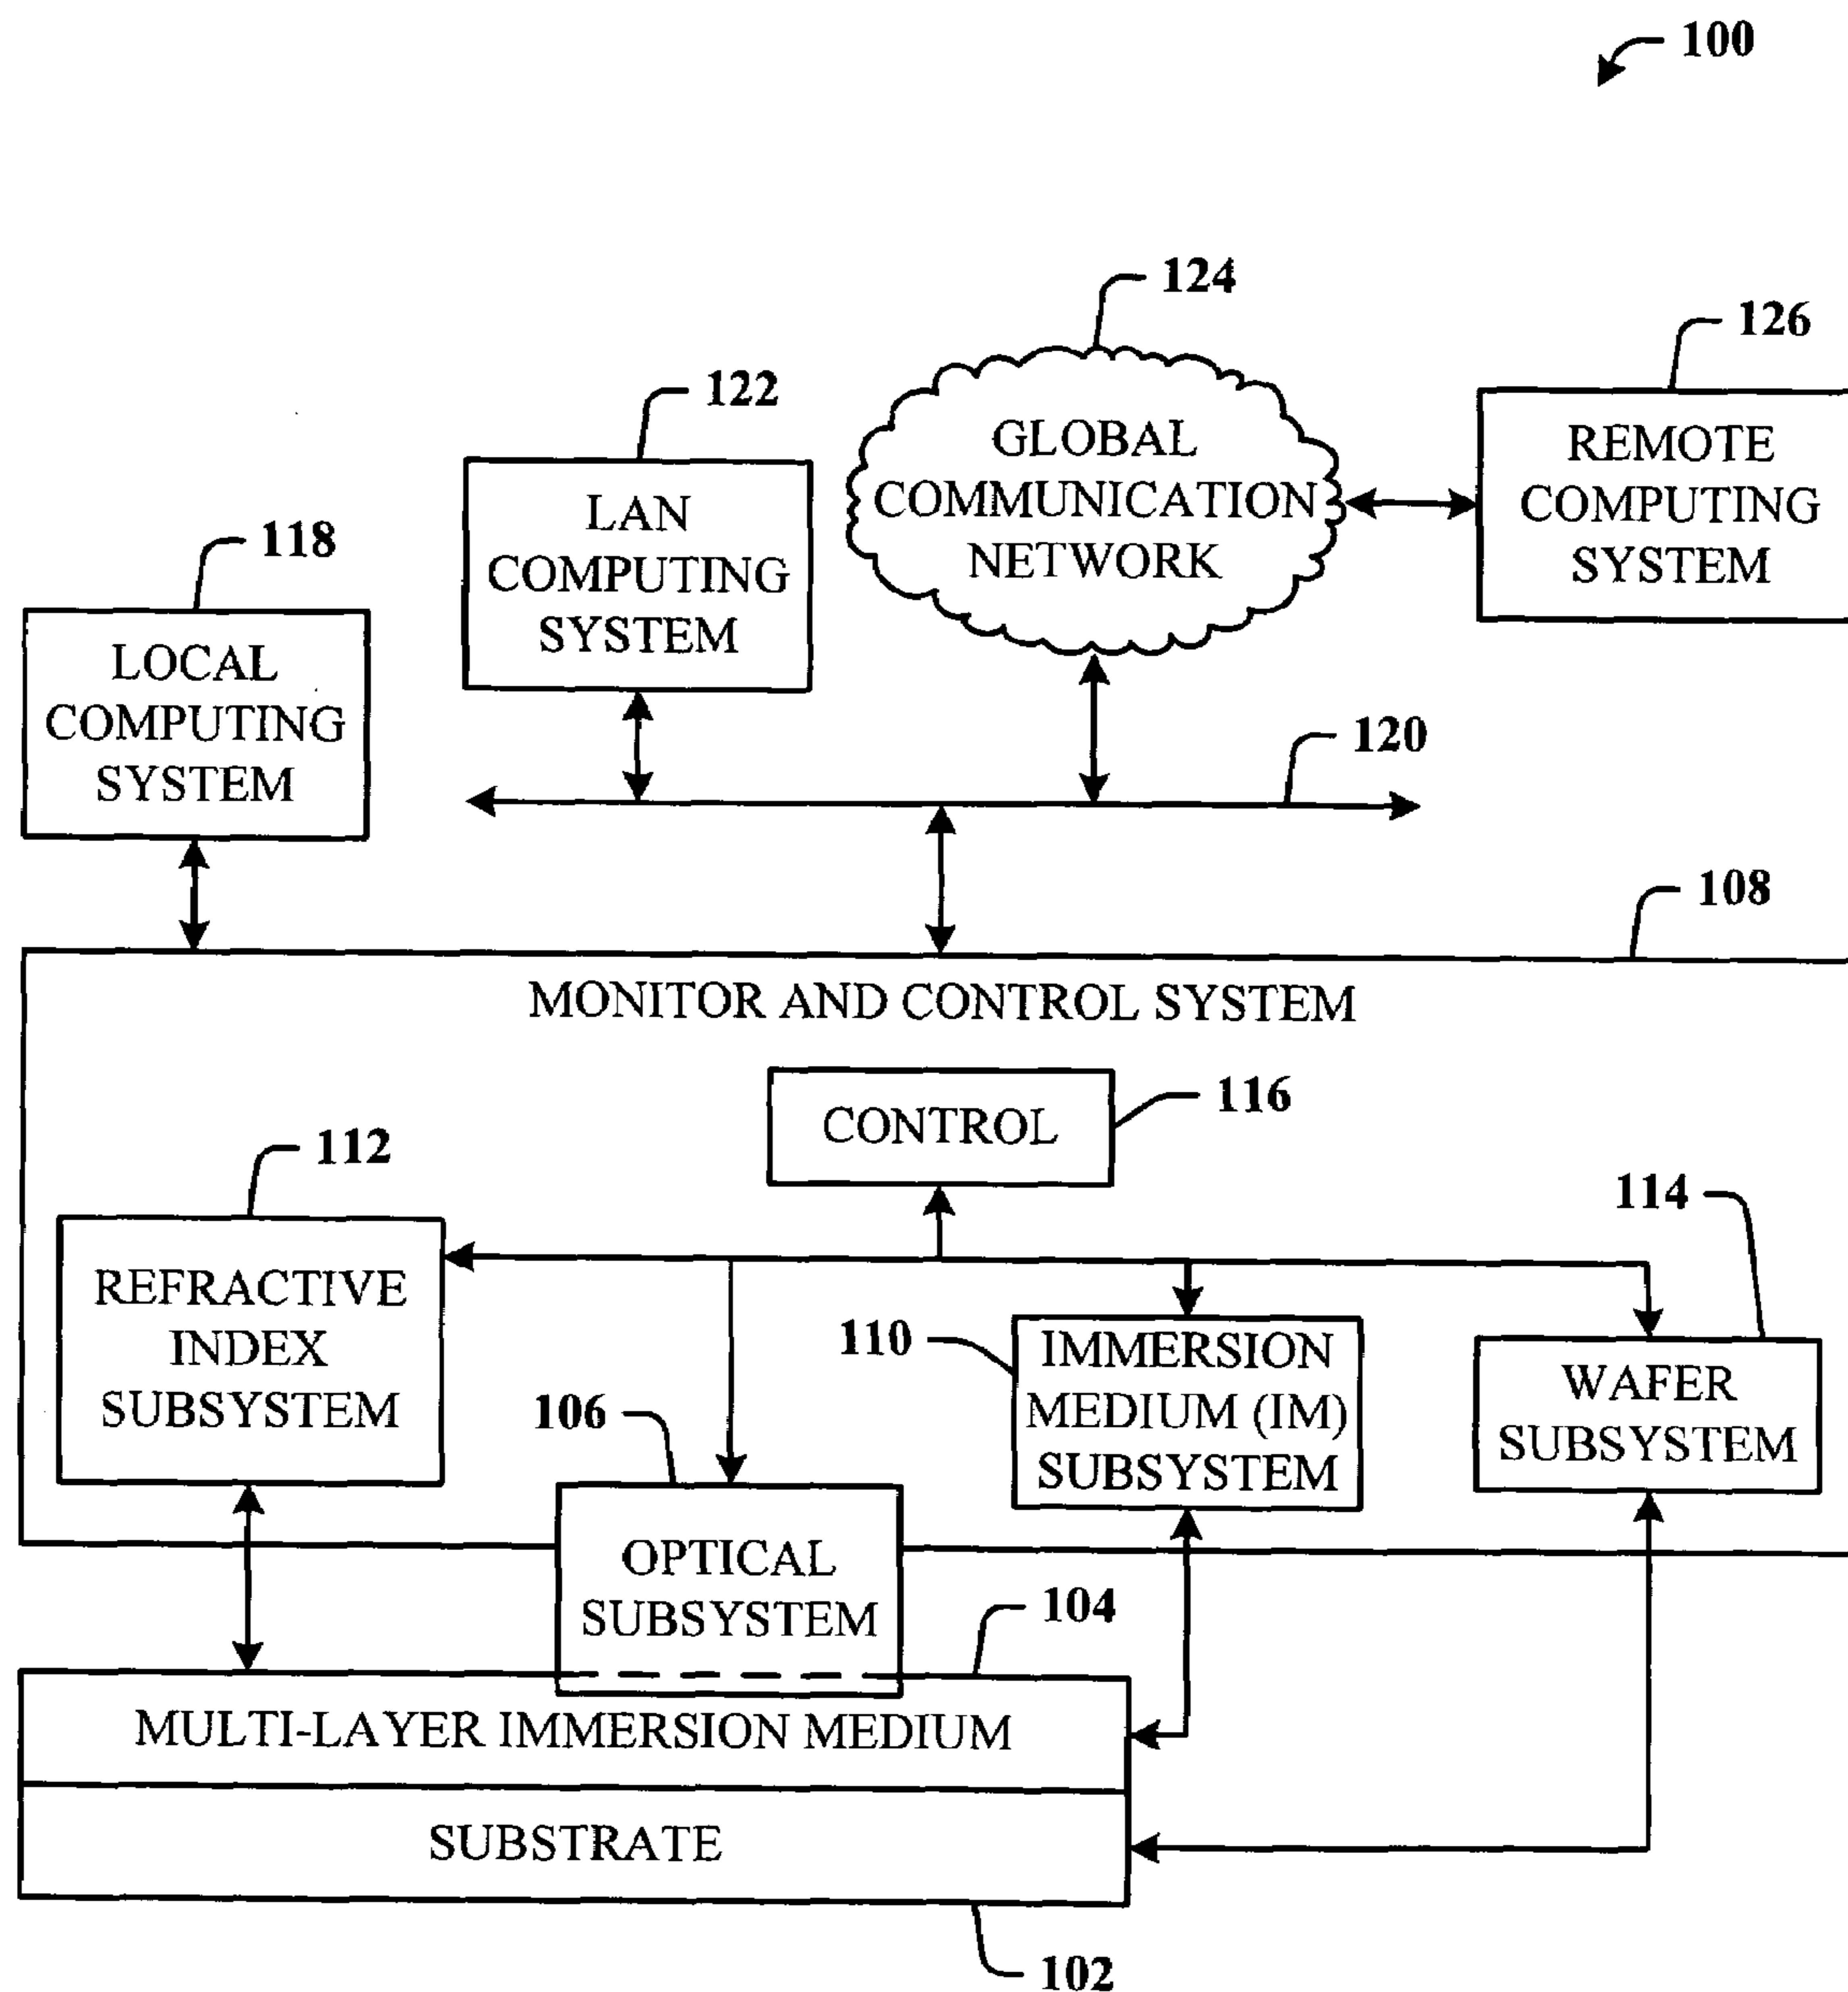 100
124
126
122
GLOBAL
COMMUNICATION
NETWORK
REMOTE
COMPUTING
SYSTEM
LAN
COMPUTING
SYSTEM
118
LOCAL
COMPUTING
SYSTEM
120
108
MONITOR AND CONTROL SYSTEM
116
CONTROL
112
114
REFRACTIVE
INDEX
SUBSYSTEM
110
IMMERSION
MEDIUM (IM)
SUBSYSTEM
WAFER
SUBSYSTEM
106
OPTICAL
SUBSYSTEM
104
MULTI-LAYER IMMERSION MEDIUM
SUBSTRATE
102